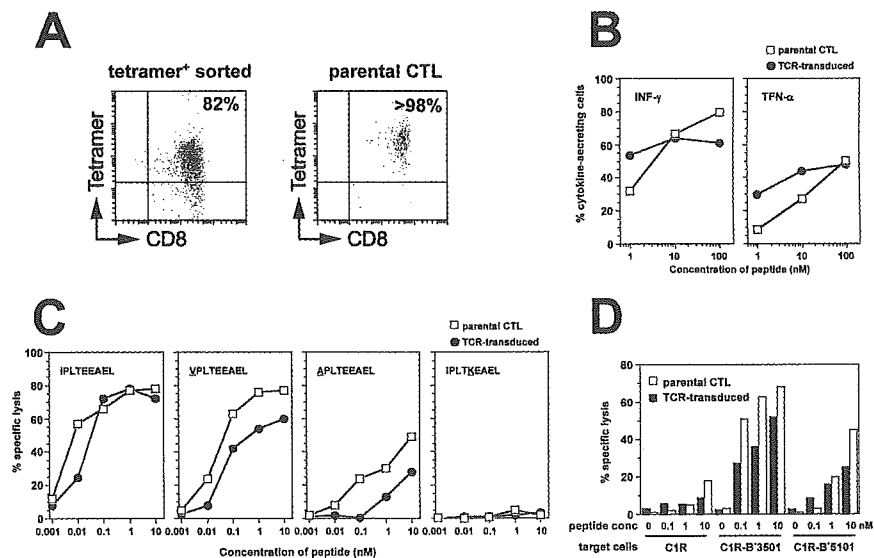 A
tetramer+ sorted
parental CTL
82%
>98%
Tetramer
Tetramer
CD8
CD8
B
parental CTL
TCR-transduced
INF-γ
TFN-α
% cytokine-secreting cells
100
80
60
40
20
0
1 10 100
1 10 100
Concentration of peptide (nM)
C
parental CTL
TCR-transduced
IPLTEEAEL
VPLTEEAEL
APLTEEAEL
IPLTKEAEL
% specific lysis
100
80
60
40
20
0
0.001 0.01 0.1 1 10
0.001 0.01 0.1 1 10
0.001 0.01 0.1 1 10
0.001 0.01 0.1 1 10
Concentration of peptide (nM)
D
parental CTL
TCR-transduced
% specific lysis
80
60
40
20
0
peptide conc 0 0.1 1 10 0 0.1 1 10 0 0.1 1 10 nM
target cells C1R C1R-B*3501 C1R-B*5101